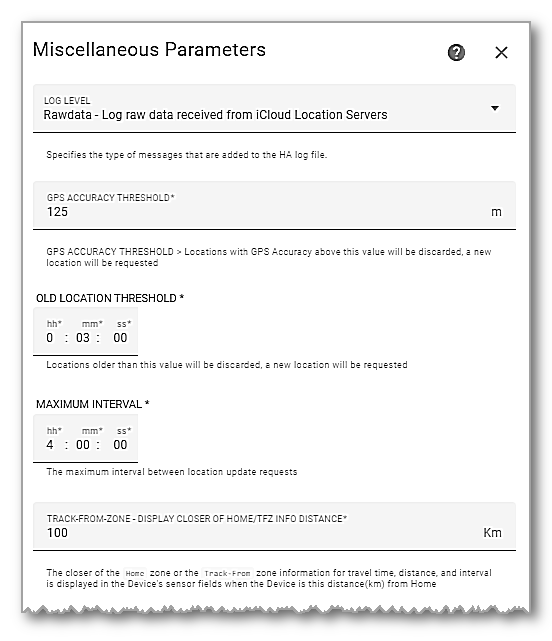 Miscellaneous Parameters
LOG LEVEL
Rawdata - Log raw data received from iCloud Location Servers
Specifies the type of messages that are added to the HA log file.
GPS ACCURACY THRESHOLD*
125 m
GPS ACCURACY THRESHOLD > Locations with GPS Accuracy above this value will be discarded, a new
location will be requested
OLD LOCATION THRESHOLD *
hh* mm* ss*
0 : 03 : 00
Locations older than this value will be discarded, a new location will be requested
MAXIMUM INTERVAL *
hh* mm* ss*
4 : 00 : 00
The maximum interval between location update requests
TRACK-FROM-ZONE - DISPLAY CLOSER OF HOME/TFZ INFO DISTANCE*
100 Km
The closer of the Home zone or the Track-From zone information for travel time, distance, and interval
is displayed in the Device's sensor fields when the Device is this distance(km) from Home